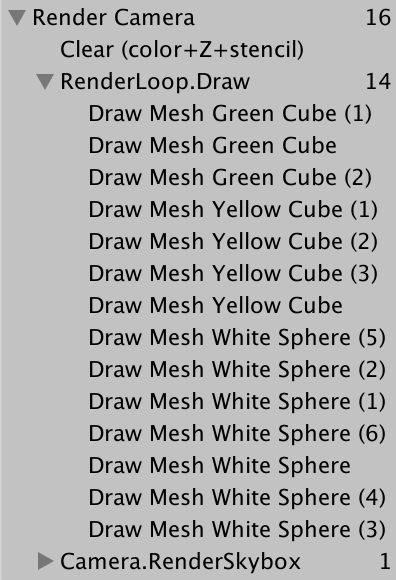 Render Camera 16
Clear (color+Z+stencil)
RenderLoop.Draw 14
Draw Mesh Green Cube (1)
Draw Mesh Green Cube
Draw Mesh Green Cube (2)
Draw Mesh Yellow Cube (1)
Draw Mesh Yellow Cube (2)
Draw Mesh Yellow Cube (3)
Draw Mesh Yellow Cube
Draw Mesh White Sphere (5)
Draw Mesh White Sphere (2)
Draw Mesh White Sphere (1)
Draw Mesh White Sphere (6)
Draw Mesh White Sphere
Draw Mesh White Sphere (4)
Draw Mesh White Sphere (3)
Camera.RenderSkybox 1